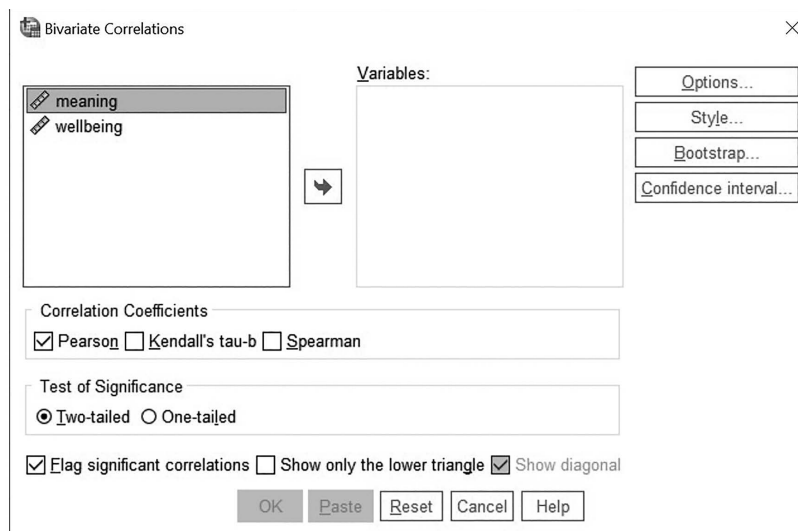 Bivariate Correlations
Variables:
meaning
wellbeing
Options...
Style...
Bootstrap...
Confidence interval...
Correlation Coefficients
Pearson Kendall's tau-b Spearman
Test of Significance
Two-tailed One-tailed
Flag significant correlations Show only the lower triangle Show diagonal
OK Paste Reset Cancel Help